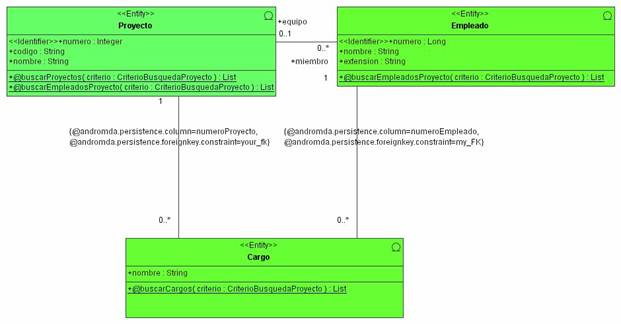 <<Entity>>
Proyecto
<<Identifier>>+numero : Integer
+codigo : String
+nombre : String
+@buscarProyectos( criterio : CriterioBusquedaProyecto ) : List
+@buscarEmpleadosProyecto( criterio : CriterioBusquedaProyecto ) : List
+equipo
0..1
0..*
+miembro
<<Entity>>
Empleado
<<Identifier>>+numero : Long
+nombre : String
+extension : String
+@buscarEmpleadosProyecto( criterio : CriterioBusquedaProyecto ) : List
1
1
{@andromda.persistence.column=numeroProyecto,
@andromda.persistence.foreignkey.constraint=your_fk}
{@andromda.persistence.column=numeroEmpleado,
@andromda.persistence.foreignkey.constraint=my_FK}
0..*
0..*
<<Entity>>
Cargo
+nombre : String
+@buscarCargos( criterio : CriterioBusquedaProyecto ) : List